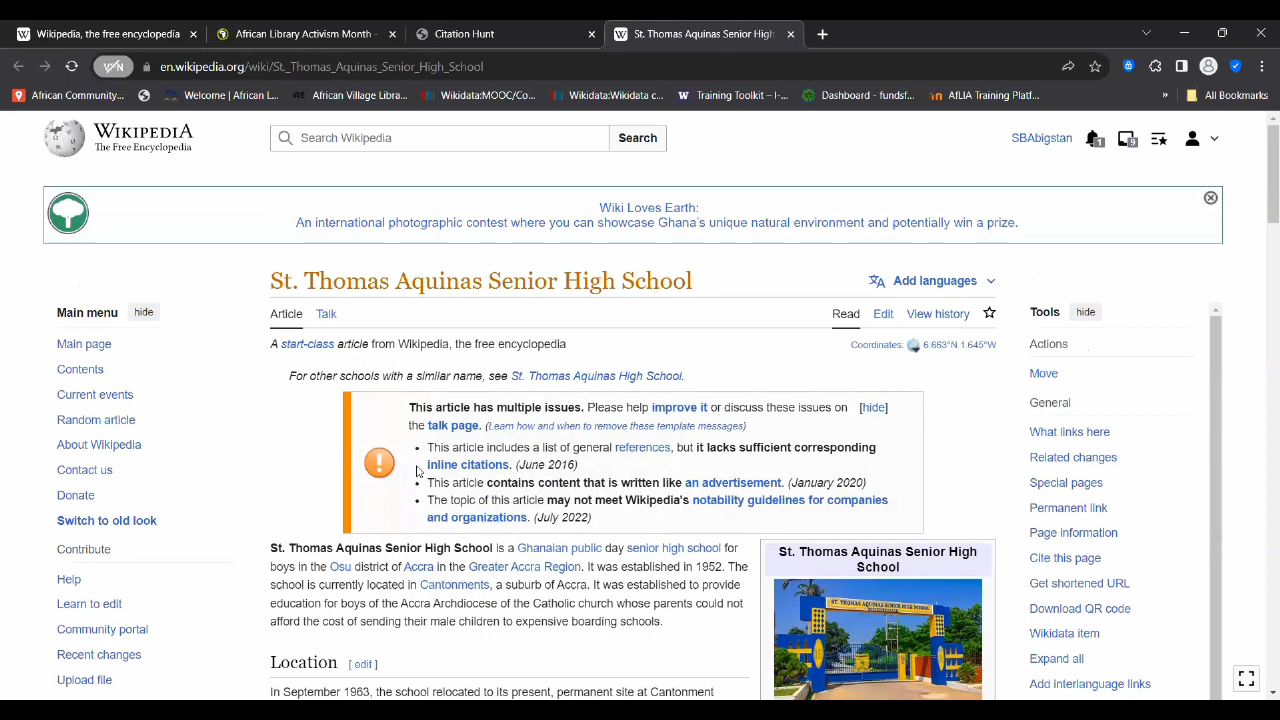 Wikipedia, the free encyclopedia
African Library Activism Month -
Citation Hunt
St. Thomas Aquinas Senior High
en.wikipedia.org/wiki/St._Thomas_Aquinas_Senior_High_School
African Community...
Welcome | African L...
African Village Libra...
Wikidata:MOOC/Co...
Wikidata:Wikidata c...
Training Toolkit – I-...
Dashboard - fundsf...
AfLIA Training Platf...
» All Bookmarks
WIKIPEDIA
The Free Encyclopedia
Search Wikipedia
Search
SBAbigstan
1
9
Wiki Loves Earth:
An international photographic contest where you can showcase Ghana's unique natural environment and potentially win a prize.
St. Thomas Aquinas Senior High School
Add languages
Article Talk
Read Edit View history
A start-class article from Wikipedia, the free encyclopedia
Coordinates: 6.663°N 1.645°W
For other schools with a similar name, see St. Thomas Aquinas High School.
This article has multiple issues. Please help improve it or discuss these issues on [hide]
the talk page. (Learn how and when to remove these template messages)
• This article includes a list of general references, but it lacks sufficient corresponding
inline citations. (June 2016)
• This article contains content that is written like an advertisement. (January 2020)
• The topic of this article may not meet Wikipedia's notability guidelines for companies
and organizations. (July 2022)
St. Thomas Aquinas Senior High School is a Ghanaian public day senior high school for
boys in the Osu district of Accra in the Greater Accra Region. It was established in 1952. The
school is currently located in Cantonments, a suburb of Accra. It was established to provide
education for boys of the Accra Archdiocese of the Catholic church whose parents could not
afford the cost of sending their male children to expensive boarding schools.
Location [ edit ]
In September 1963, the school relocated to its present, permanent site at Cantonment
St. Thomas Aquinas Senior High
School
ST. THOMAS AQUINAS SENIOR HIGH SCHOOL
Main menu hide
Main page
Contents
Current events
Random article
About Wikipedia
Contact us
Donate
Switch to old look
Contribute
Help
Learn to edit
Community portal
Recent changes
Upload file
Tools hide
Actions
Move
General
What links here
Related changes
Special pages
Permanent link
Page information
Cite this page
Get shortened URL
Download QR code
Wikidata item
Expand all
Add interlanguage links